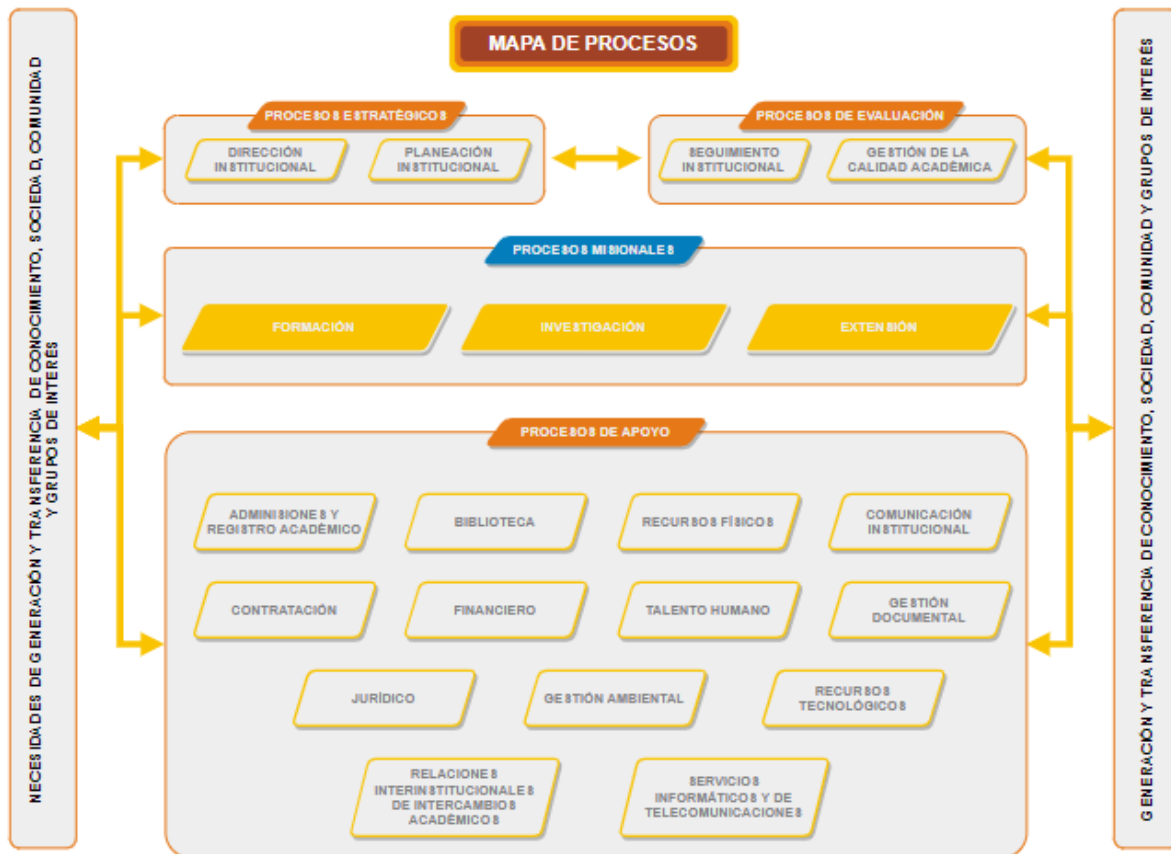 MAPA DE PROCESOS
NECESIDADES DE GENERACIÓN Y TRANSFERENCIA DE CONOCIMIENTO, SOCIEDAD, COMUNIDAD
Y GRUPOS DE INTERÉS
PROCESOS ESTRATÉGICOS
DIRECCIÓN
INSTITUCIONAL
PLANEACIÓN
INSTITUCIONAL
PROCESOS DE EVALUACIÓN
SEGUIMIENTO
INSTITUCIONAL
GESTIÓN DE LA
CALIDAD ACADÉMICA
PROCESOS MISIONALES
FORMACIÓN
INVESTIGACIÓN
EXTENSIÓN
PROCESOS DE APOYO
ADMINISIONES Y
REGISTRO ACADÉMICO
BIBLIOTECA
RECURSOS FÍSICOS
COMUNICACIÓN
INSTITUCIONAL
CONTRATACIÓN
FINANCIERO
TALENTO HUMANO
GESTIÓN
DOCUMENTAL
JURÍDICO
GESTIÓN AMBIENTAL
RECURSOS
TECNOLÓGICOS
RELACIONES
INTERINSTITUCIONALES
DE INTERCAMBIOS
ACADÉMICOS
SERVICIOS
INFORMÁTICOS Y DE
TELECOMUNICACIONES
GENERACIÓN Y TRANSFERENCIA DE CONOCIMIENTO, SOCIEDAD, COMUNIDAD Y GRUPOS DE INTERÉS